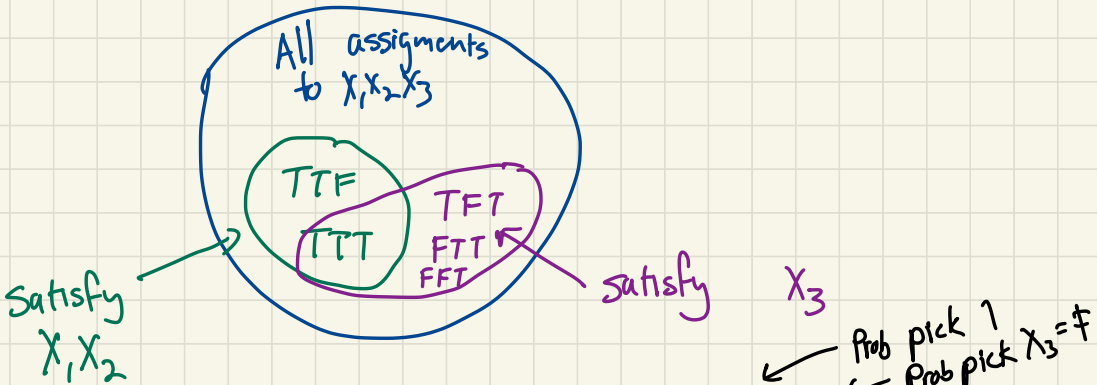 All assigments
to X₁X₂X₃
TTF
TTT
TFT
FTT
FFT
satisfy
X₁X₂
satisfy X₃
Prob pick 1
Prob pick X₃=F